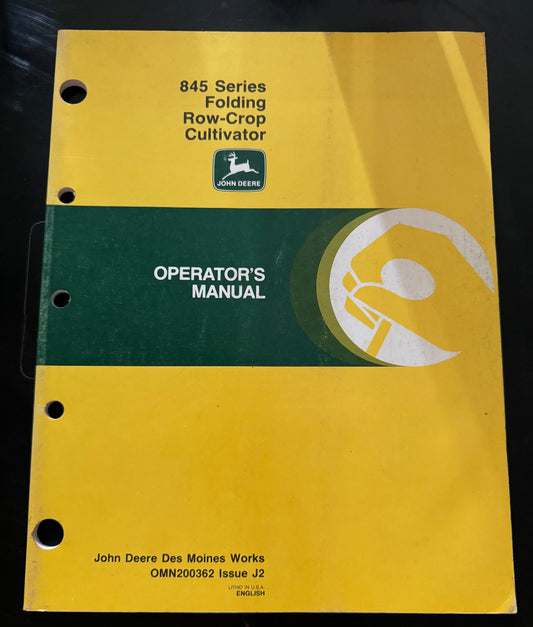 845 Series
Folding
Row-Crop
Cultivator
JOHN DEERE
OPERATOR'S
MANUAL
John Deere Des Moines Works
OMN200362 Issue J2
LITHO IN U.S.A.
ENGLISH